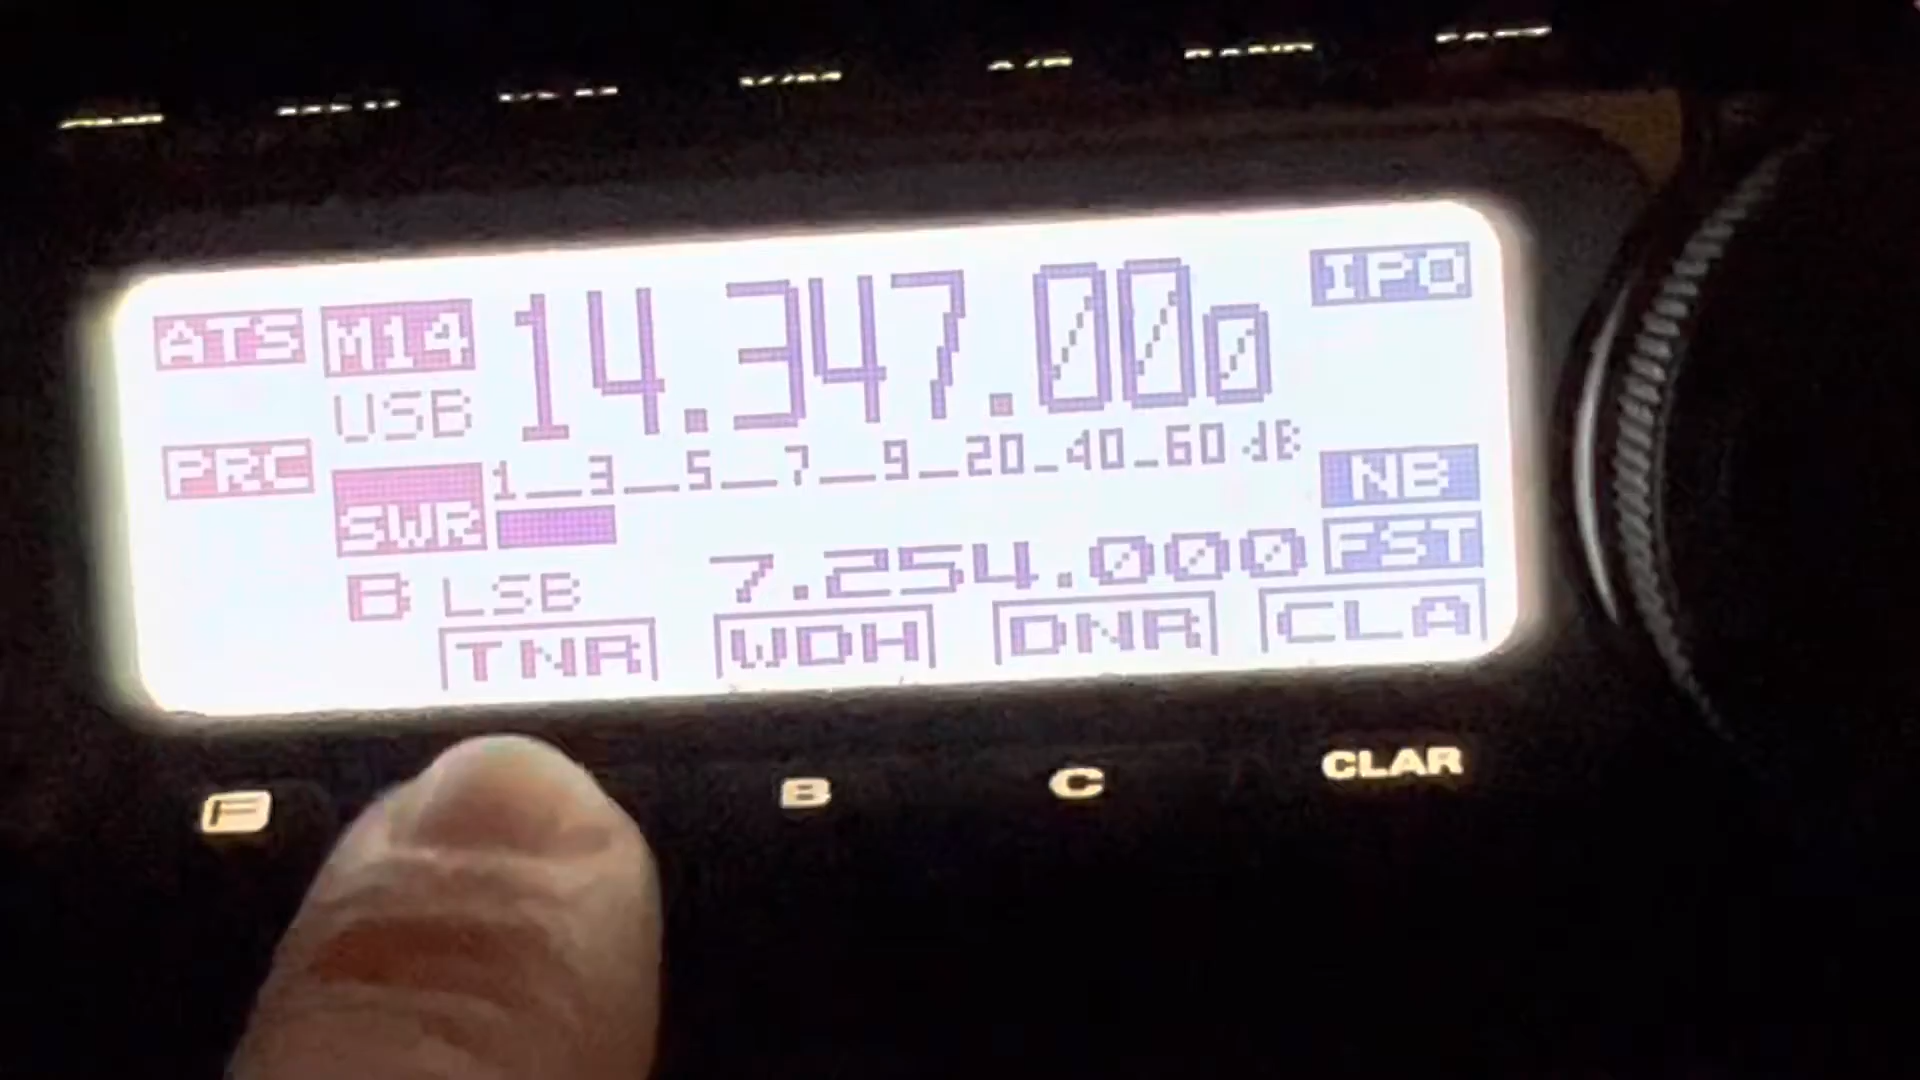 ATS M14 14.347.000 IPO
USB
PRC 1 3 5 7 9 20 40 60 dB NB
SWR FST
B LSB 7.254.000
TNR WDH DNR CLA
F B C CLAR